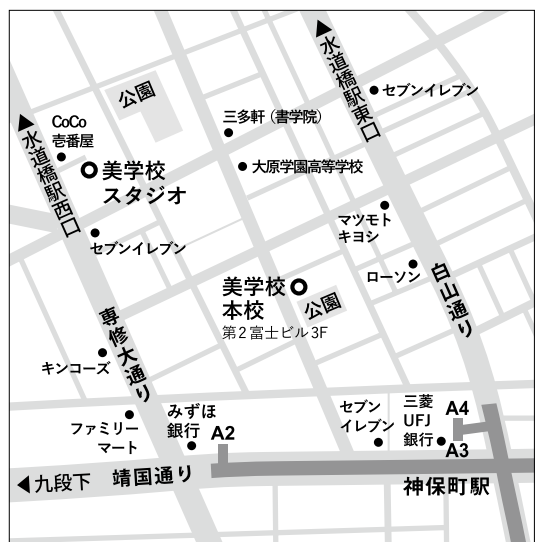 ▲水道橋駅東口
セブンイレブン
公園
三多軒（書学院）
CoCo
壱番屋
▲水道橋駅西口
美学校
スタジオ
大原学園高等学校
マツモト
キヨシ
セブンイレブン
ローソン
白山通り
美学校
本校
第2富士ビル3F
公園
専修大通り
キンコーズ
ファミリー
マート
みずほ
銀行
A2
セブン
イレブン
三菱
UFJ
銀行
A4
A3
◀九段下
靖国通り
神保町駅